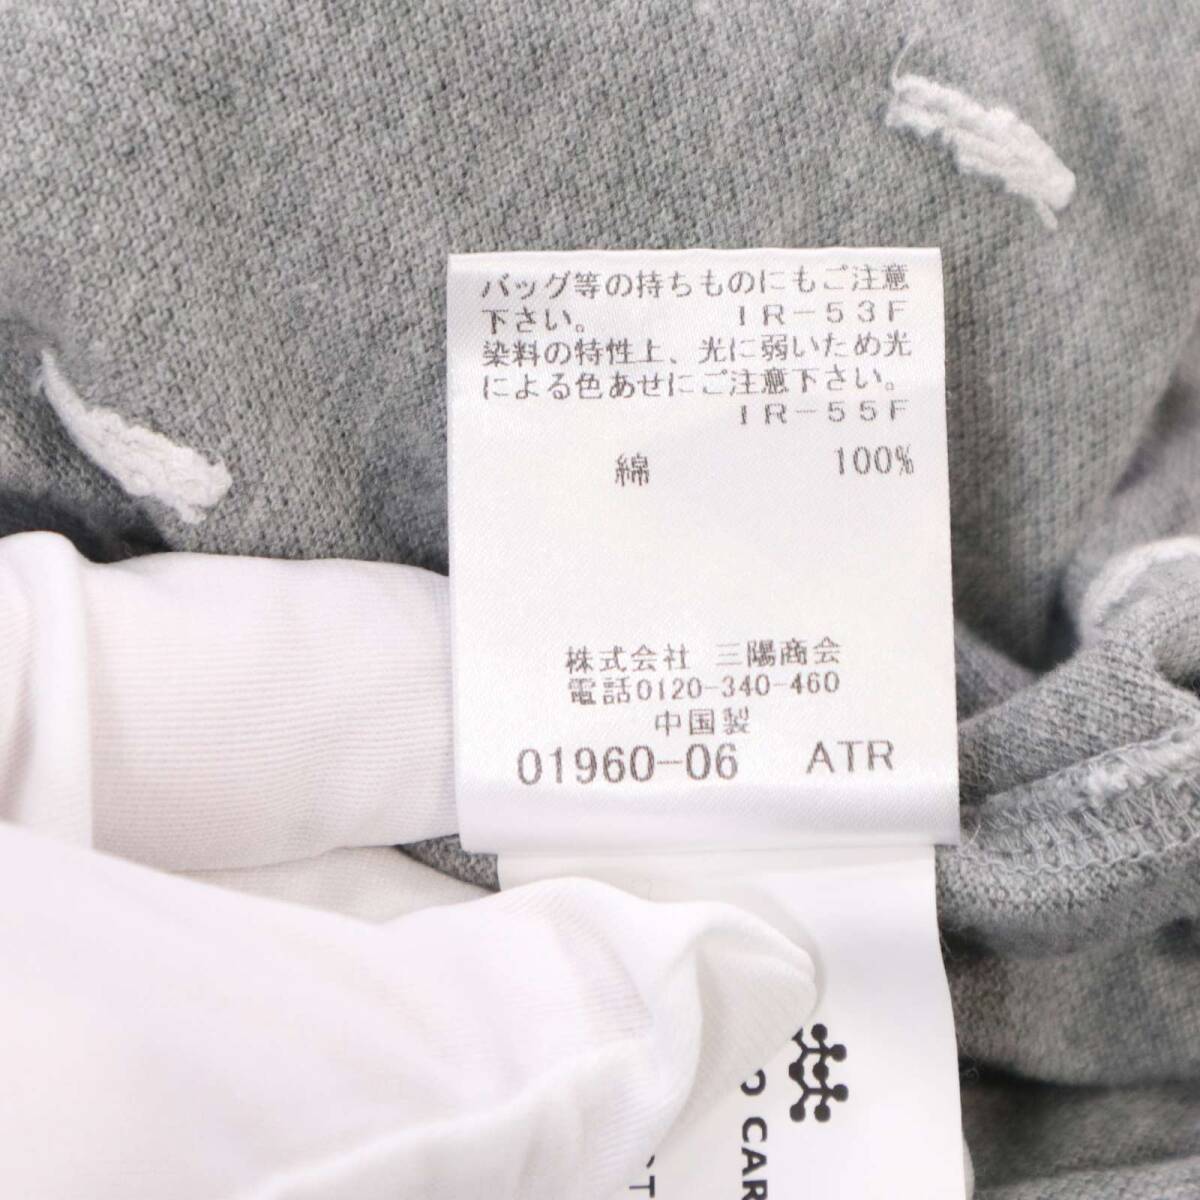 バッグ等の持ちものにもご注意
下さい。 IR-53F
染料の特性上、光に弱いため光
による色あせにご注意下さい。
IR-55F
綿 100%
株式会社 三陽商会
電話0120-340-460
中国製
01960-06 ATR
CAR